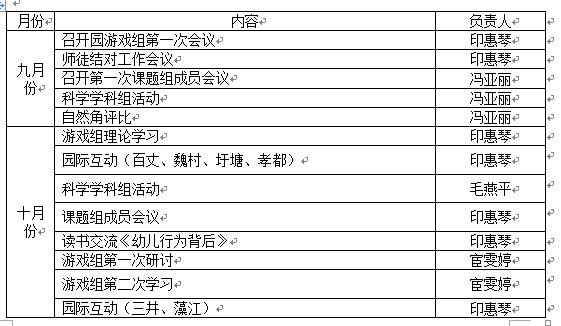 月份 内容 负责人
九月份 召开园游戏组第一次会议 印惠琴
师徒结对工作会议 印惠琴
召开第一次课题组成员会议 冯亚丽
科学学科组活动 冯亚丽
自然角评比 冯亚丽
十月份 游戏组理论学习 印惠琴
园际互动（百丈、魏村、圩塘、孝都） 印惠琴
科学学科组活动 毛燕平
课题组成员会议 印惠琴
读书交流《幼儿行为背后》 印惠琴
游戏组第一次研讨 宦雯婷
游戏组第二次学习 宦雯婷
园际互动（三井、藻江） 印惠琴